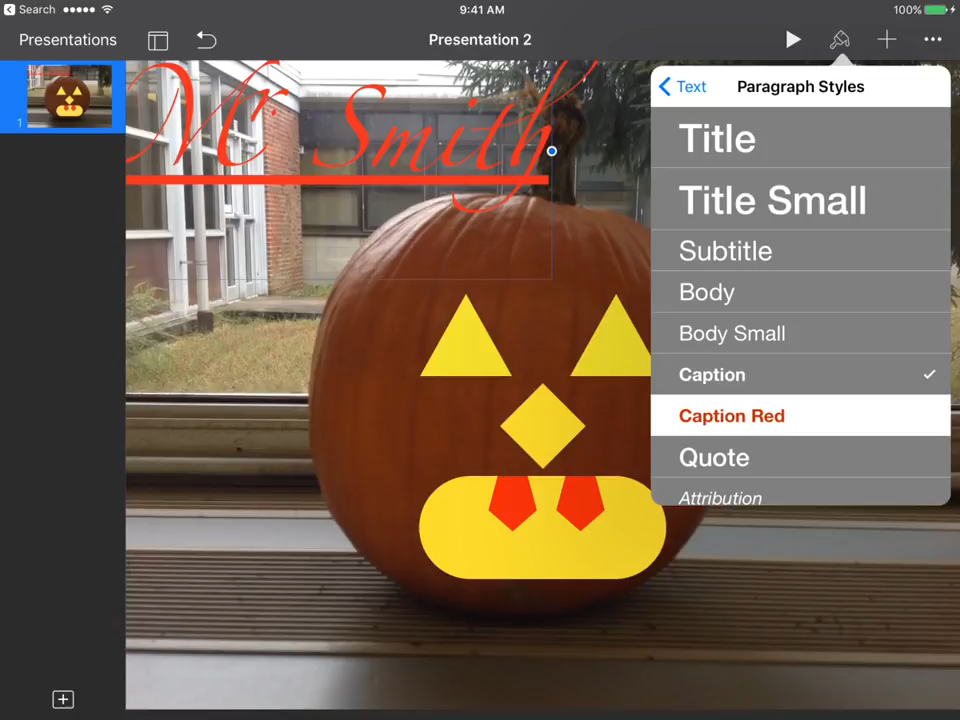 Search 9:41 AM 100%
Presentations Presentation 2
Text Paragraph Styles
Mr Smith
Title
Title Small
Subtitle
Body
Body Small
Caption
Caption Red
Quote
Attribution
1